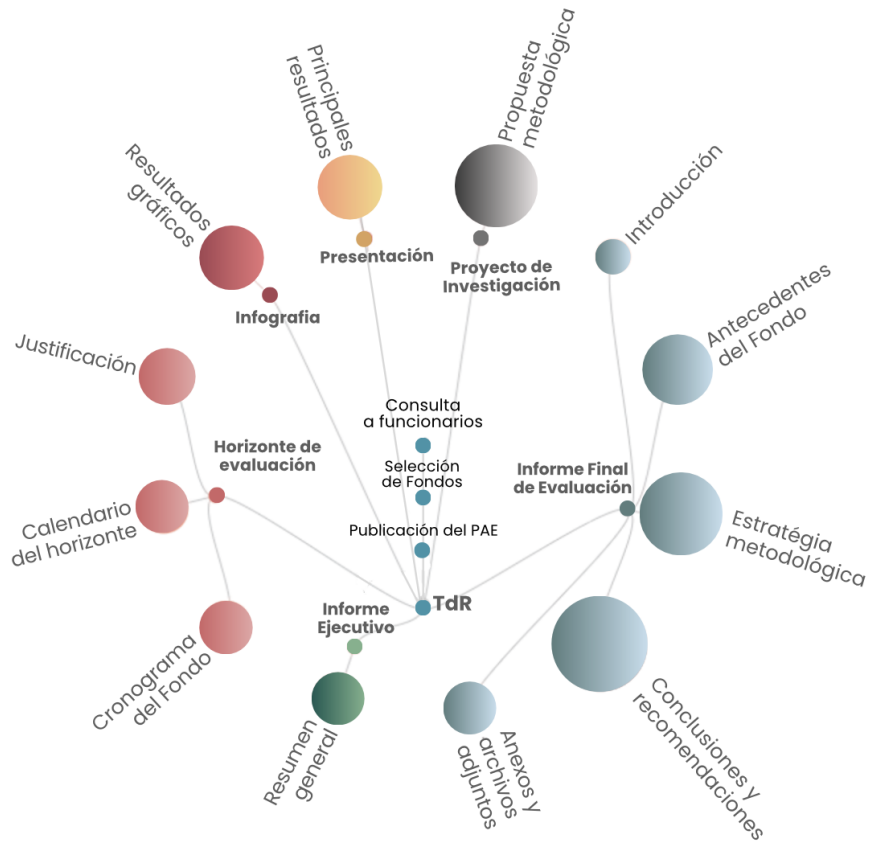 Principales
resultados
Propuesta
metodológica
Resultados
gráficos
Introducción
Presentación
Proyecto de
Investigación
Infografia
Antecedentes
del Fondo
Justificación
Consulta
a funcionarios
Horizonte de
evaluación
Selección
de Fondos
Informe Final
de Evaluación
Calendario
del horizonte
Publicación del PAE
Estratégia
metodológica
TdR
Informe
Ejecutivo
Cronograma
del Fondo
Resumen
general
Anexos y
archivos
adjuntos
Conclusiones y
recomendaciones